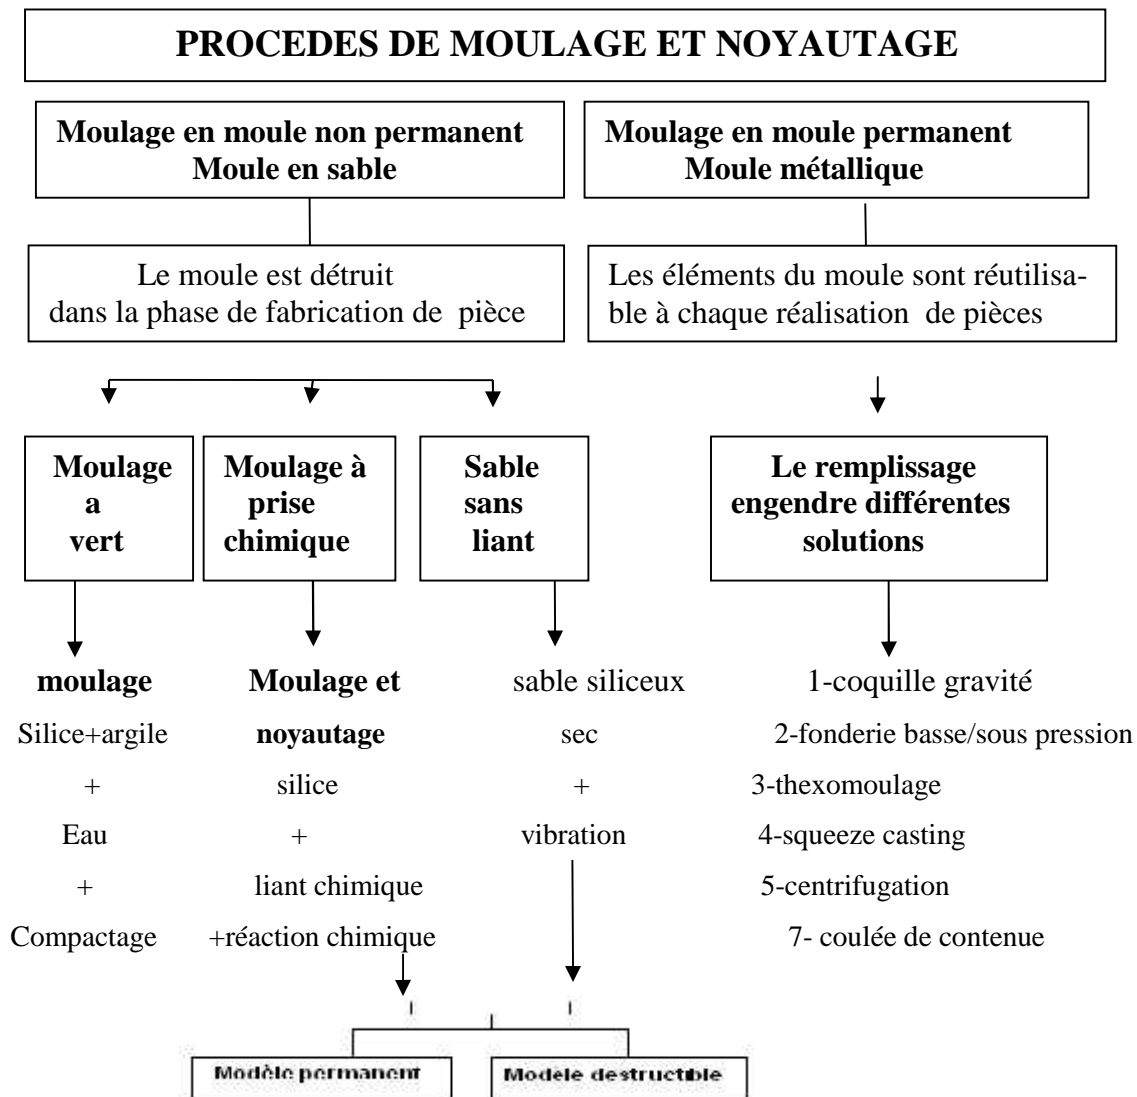 PROCEDES DE MOULAGE ET NOYAUTAGE
Moulage en moule non permanent
Moule en sable
Moulage en moule permanent
Moule métallique
Le moule est détruit
dans la phase de fabrication de pièce
Les éléments du moule sont réutilisa-
ble à chaque réalisation de pièces
Moulage
a
vert
Moulage à
prise
chimique
Sable
sans
liant
Le remplissage
engendre différentes
solutions
moulage
Silice+argile
+
Eau
+
Compactage
Moulage et
noyautage
silice
+
liant chimique
+réaction chimique
sable siliceux
sec
+
vibration
1-coquille gravité
2-fonderie basse/sous pression
3-thexomoulage
4-squeeze casting
5-centrifugation
7- coulée de contenue
Modèle permanent
Modèle destructible